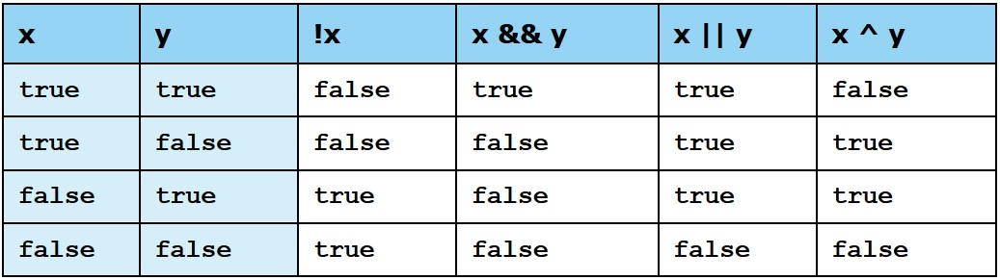 x y !x x && y x || y x ^ y
true true false true true false
true false false false true true
false true true false true true
false false true false false false